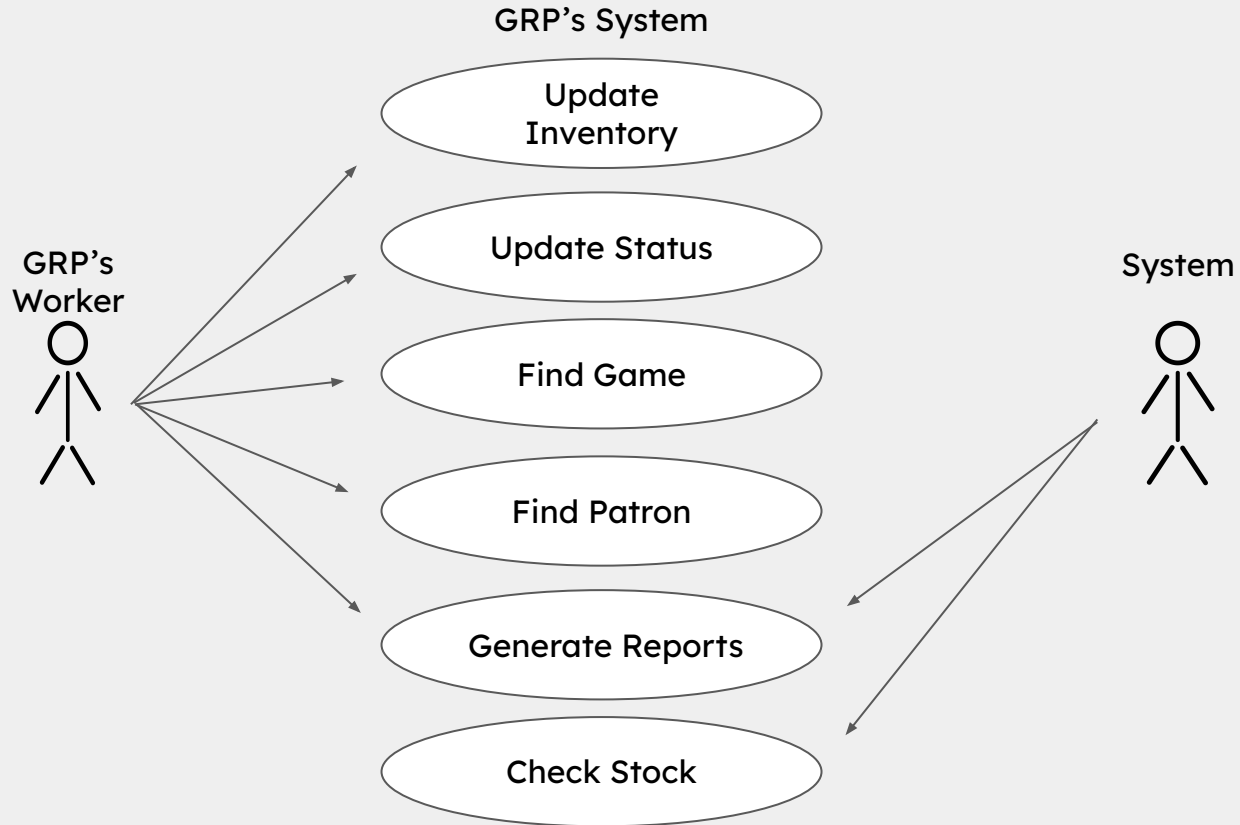 GRP’s System
Update
Inventory
Update Status
GRP’s
Worker
System
Find Game
Find Patron
Generate Reports
Check Stock